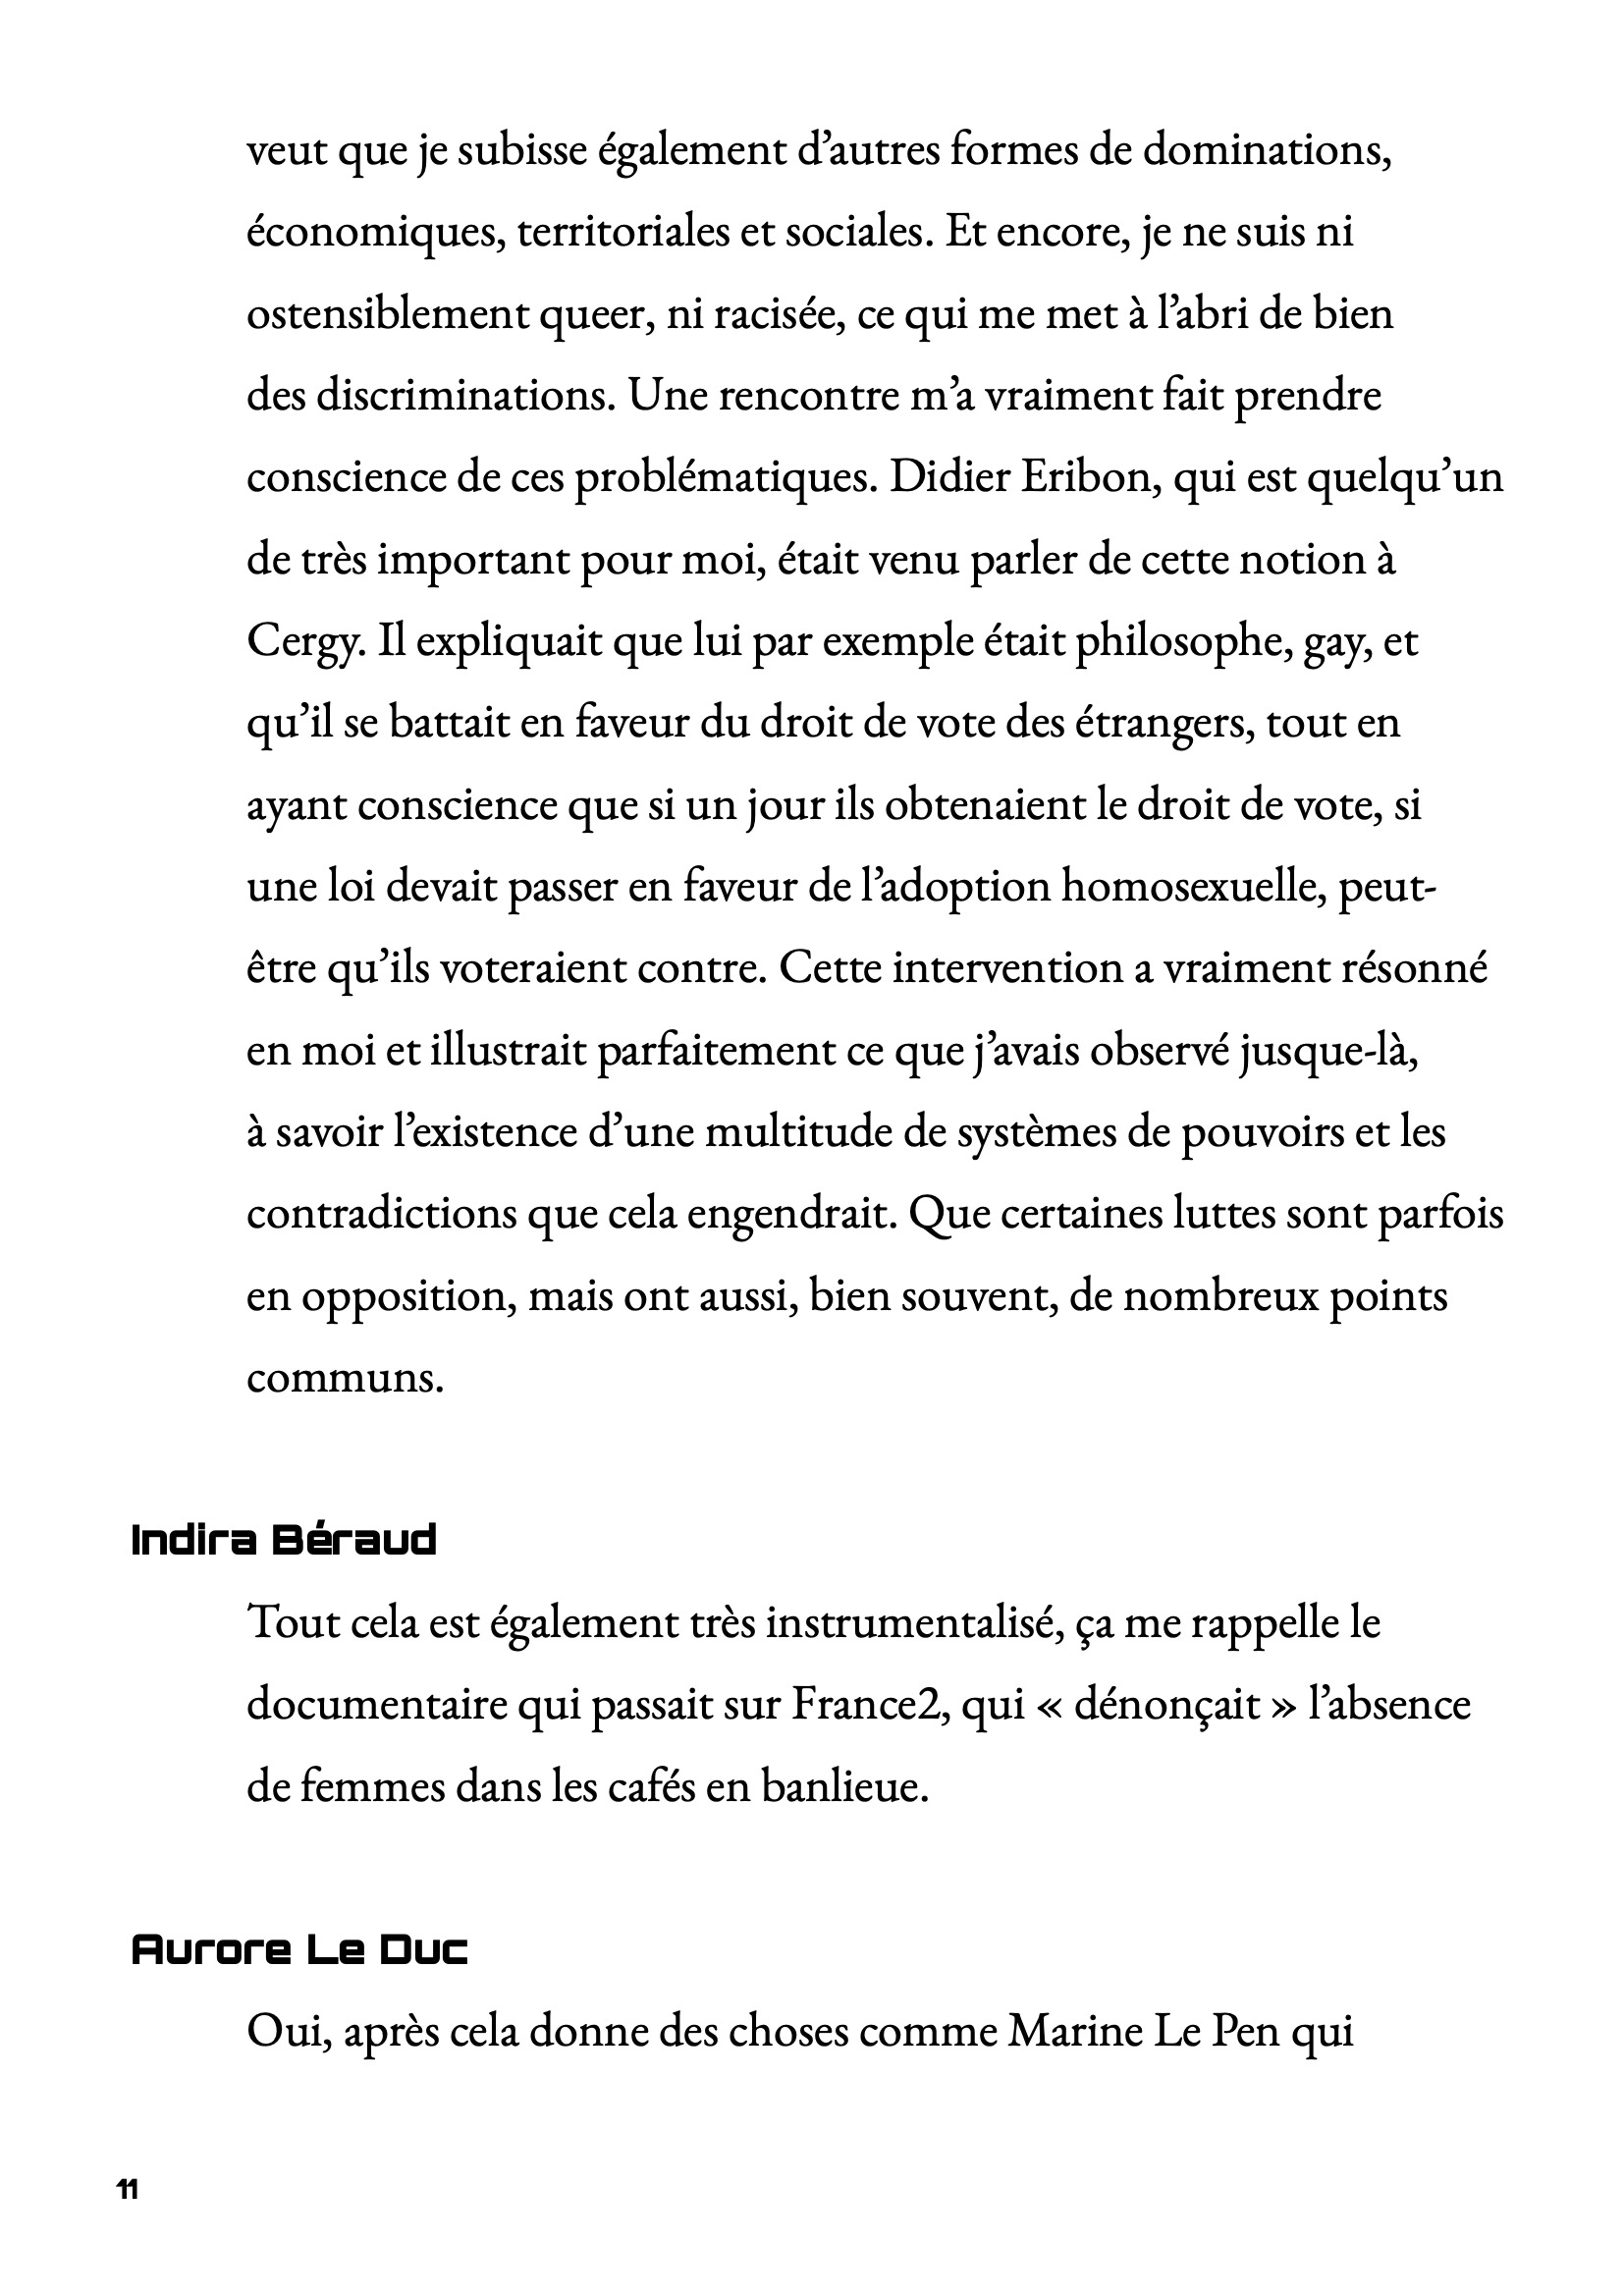 veut que je subisse également d’autres formes de dominations,
économiques, territoriales et sociales. Et encore, je ne suis ni
ostensiblement queer, ni racisée, ce qui me met à l’abri de bien
des discriminations. Une rencontre m’a vraiment fait prendre
conscience de ces problématiques. Didier Eribon, qui est quelqu’un
de très important pour moi, était venu parler de cette notion à
Cergy. Il expliquait que lui par exemple était philosophe, gay, et
qu’il se battait en faveur du droit de vote des étrangers, tout en
ayant conscience que si un jour ils obtenaient le droit de vote, si
une loi devait passer en faveur de l’adoption homosexuelle, peut-
être qu’ils voteraient contre. Cette intervention a vraiment résonné
en moi et illustrait parfaitement ce que j’avais observé jusque-là,
à savoir l’existence d’une multitude de systèmes de pouvoirs et les
contradictions que cela engendrait. Que certaines luttes sont parfois
en opposition, mais ont aussi, bien souvent, de nombreux points
communs.
Indira Béraud
Tout cela est également très instrumentalisé, ça me rappelle le
documentaire qui passait sur France2, qui « dénonçait » l’absence
de femmes dans les cafés en banlieue.
Aurore Le Duc
Oui, après cela donne des choses comme Marine Le Pen qui
11